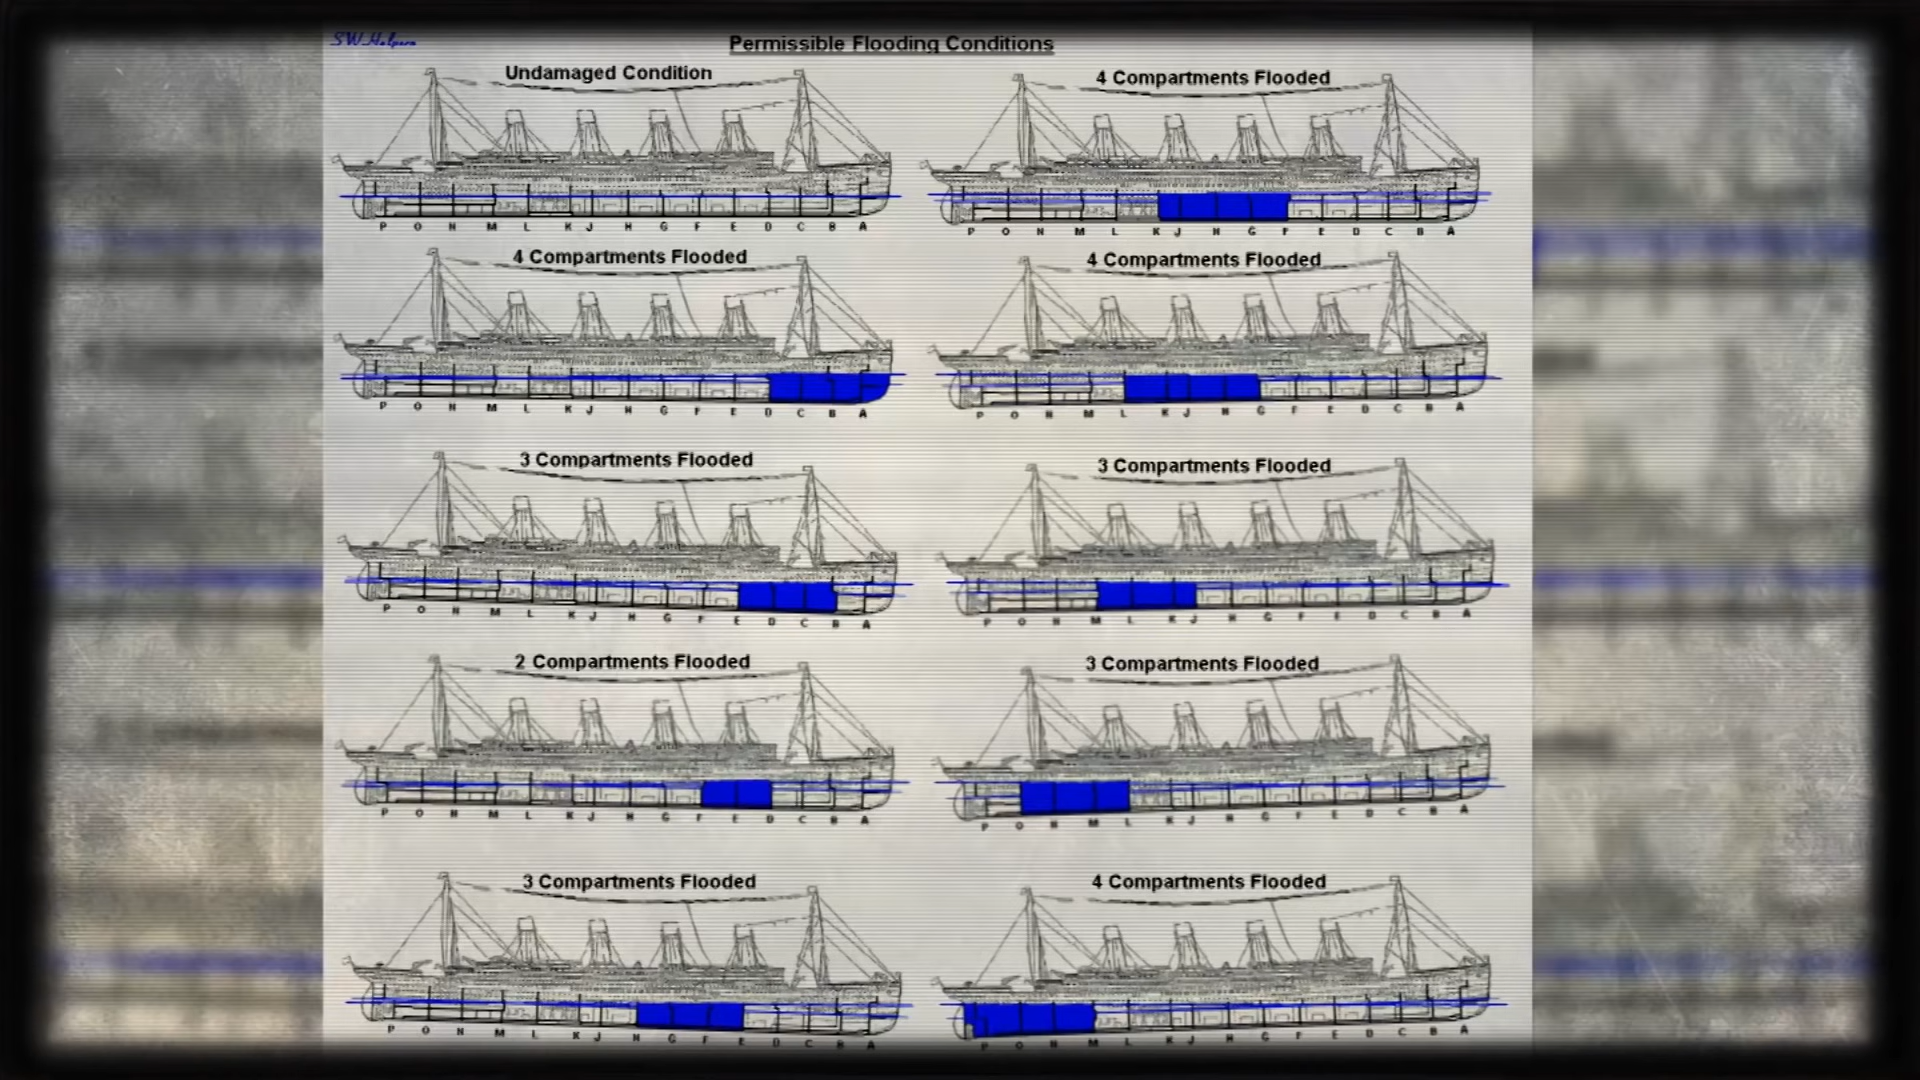 SW Halpern
Permissible Flooding Conditions
Undamaged Condition
P O N M L K J H G F E D C B A
4 Compartments Flooded
P O N M L K J H G F E D C B A
4 Compartments Flooded
P O N M L K J H G F E D C B A
4 Compartments Flooded
P O N M L K J H G F E D C B A
3 Compartments Flooded
P O N M L K J H G F E D C B A
3 Compartments Flooded
P O N M L K J H G F E D C B A
2 Compartments Flooded
P O N M L K J H G F E D C B A
3 Compartments Flooded
P O N M L K J H G F E D C B A
3 Compartments Flooded
P O N M L K J H G F E D C B A
4 Compartments Flooded
P O N M L K J H G F E D C B A